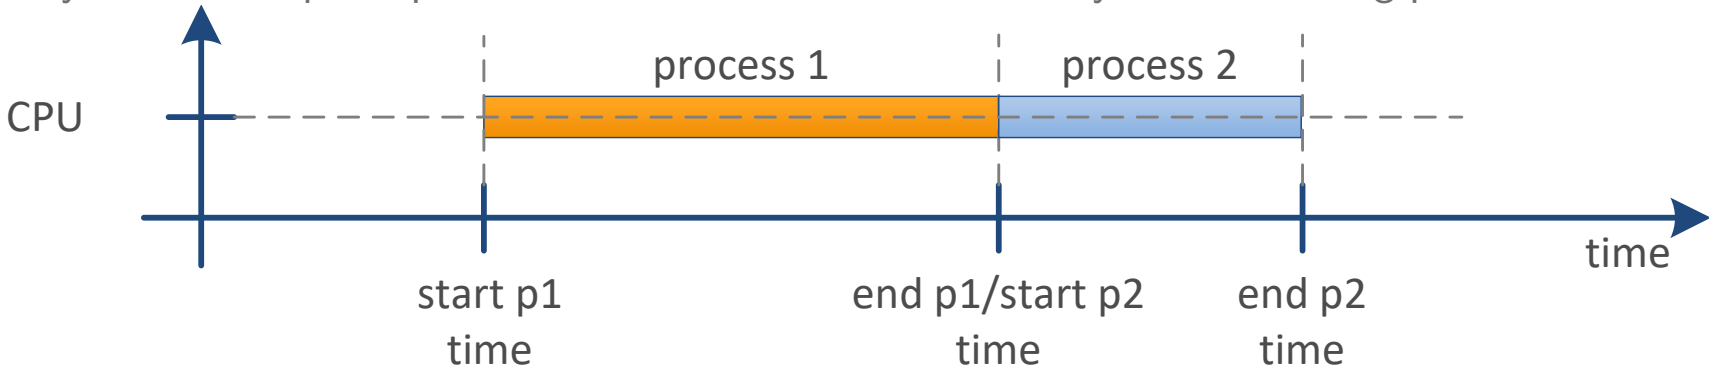 process 1
process 2
CPU
time
start p1
time
end p1/start p2
time
end p2
time